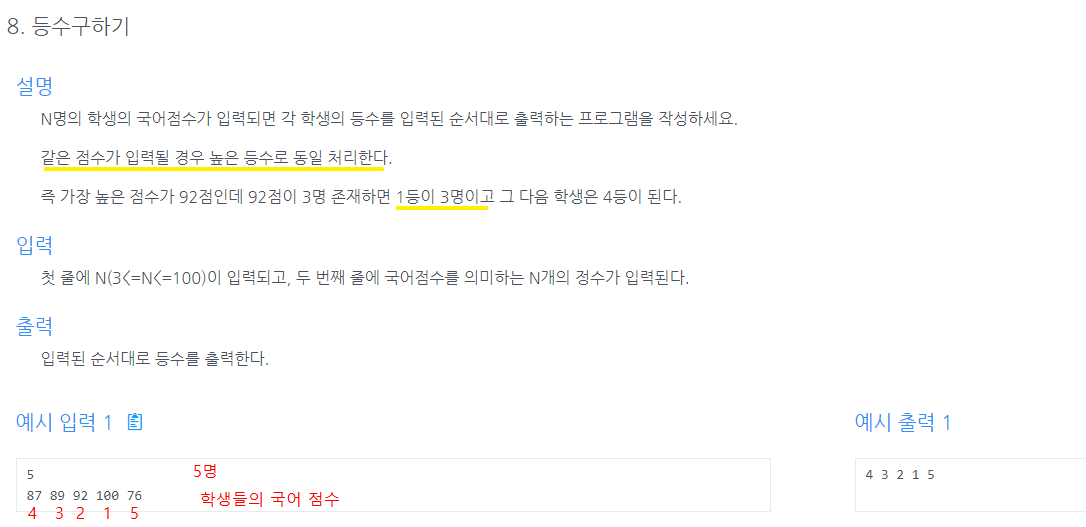 8. 등수구하기
설명
N명의 학생의 국어점수가 입력되면 각 학생의 등수를 입력된 순서대로 출력하는 프로그램을 작성하세요.
같은 점수가 입력될 경우 높은 등수로 동일 처리한다.
즉 가장 높은 점수가 92점인데 92점이 3명 존재하면 1등이 3명이고 그 다음 학생은 4등이 된다.
입력
첫 줄에 N(3<=N<=100)이 입력되고, 두 번째 줄에 국어점수를 의미하는 N개의 정수가 입력된다.
출력
입력된 순서대로 등수를 출력한다.
예시 입력 1
5 5명
87 89 92 100 76 학생들의 국어 점수
4 3 2 1 5
예시 출력 1
4 3 2 1 5